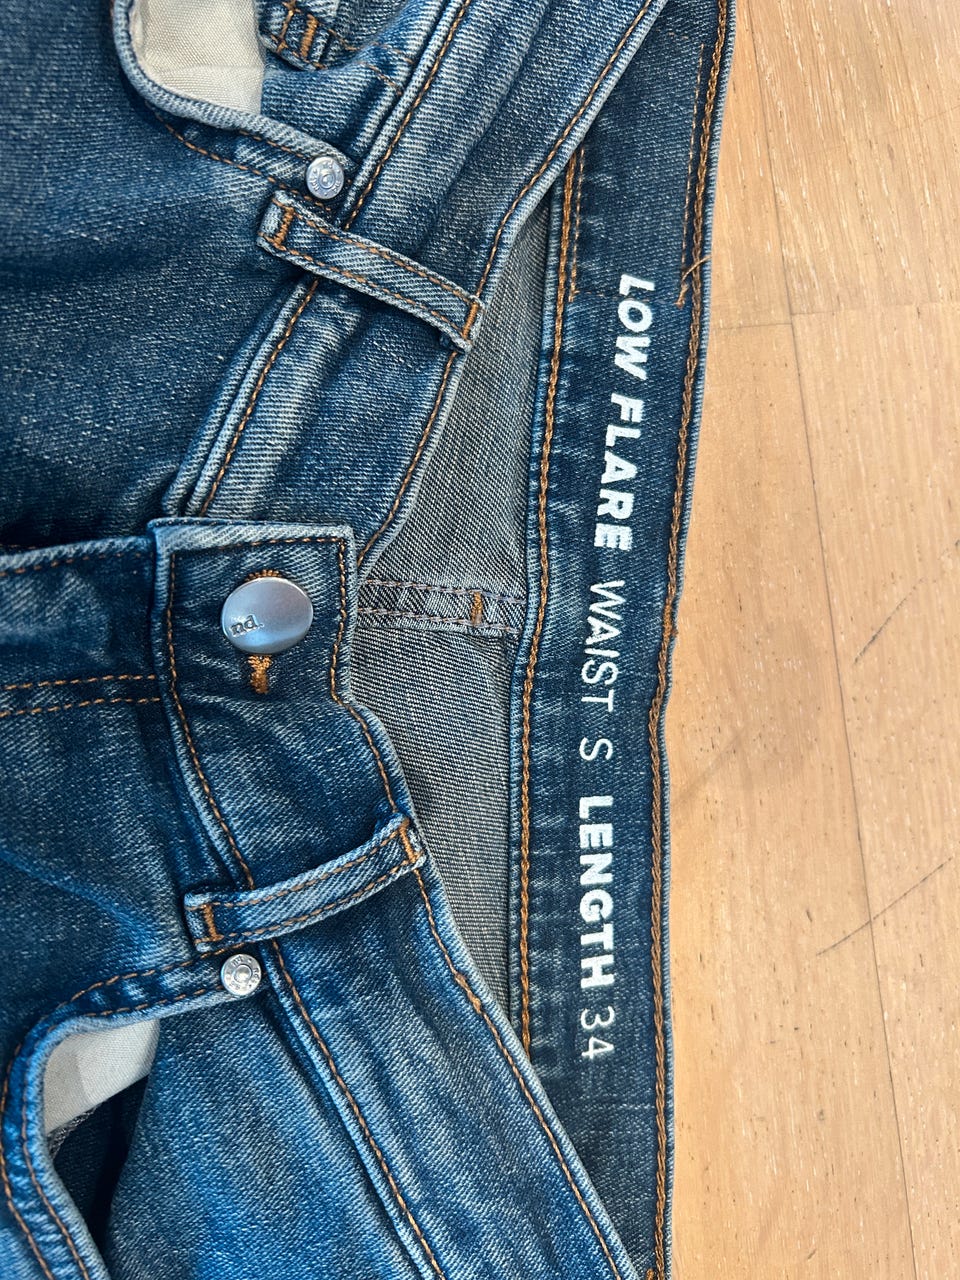 LOW FLARE WAIST S LENGTH 34
nd.